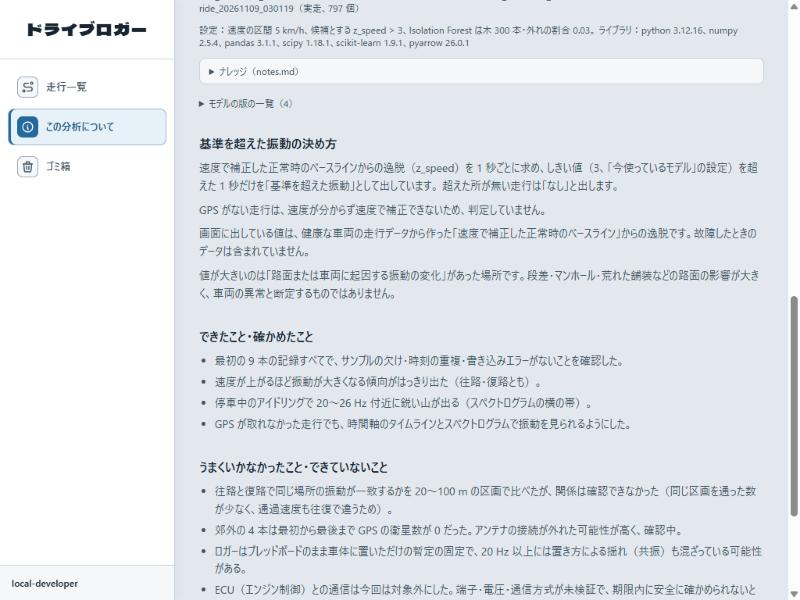 ドライブロガー
走行一覧
この分析について
ゴミ箱
local-developer
ride_20261109_030119（実走、797 個）
設定：速度の区間 5 km/h、候補とする z_speed > 3、Isolation Forest は木 300 本・外れの割合 0.03。ライブラリ：python 3.12.16、numpy
2.5.4、pandas 3.1.1、scipy 1.18.1、scikit-learn 1.9.1、pyarrow 26.0.1
▶ ナレッジ（notes.md）
▶ モデルの版の一覧（4）
基準を超えた振動の決め方
速度で補正した正常時のベースラインからの逸脱（z_speed）を 1 秒ごとに求め、しきい値（3、「今使っているモデル」の設定）を超
えた 1 秒だけを「基準を超えた振動」として出しています。 超えた所が無い走行は「なし」と出します。
GPS がない走行は、速度が分からず速度で補正できないため、判定していません。
画面に出している値は、健康な車両の走行データから作った「速度で補正した正常時のベースライン」からの逸脱です。故障したときの
データは含まれていません。
値が大きいのは「路面または車両に起因する振動の変化」があった場所です。段差・マンホール・荒れた舗装などの路面の影響が大き
く、車両の異常と断定するものではありません。
できたこと・確かめたこと
• 最初の 9 本の記録すべてで、サンプルの欠け・時刻の重複・書き込みエラーがないことを確認した。
• 速度が上がるほど振動が大きくなる傾向がはっきり出た（往路・復路とも）。
• 停車中のアイドリングで 20〜26 Hz 付近に鋭い山が出る（スペクトログラムの横の帯）。
• GPS が取れなかった走行でも、時間軸のタイムラインとスペクトログラムで振動を見られるようにした。
うまくいかなかったこと・できていないこと
• 往路と復路で同じ場所の振動が一致するかを 20〜100 m の区画で比べたが、関係は確認できなかった（同じ区画を通った数
が少なく、通過速度も往復で違うため）。
• 郊外の 4 本は最初から最後まで GPS の衛星数が 0 だった。アンテナの接続が外れた可能性が高く、確認中。
• ロガーはブレッドボードのまま車体に置いただけの暫定の固定で、20 Hz 以上には置き方による揺れ（共振）も混ざっている可能性
がある。
• ECU（エンジン制御）との通信は今回は対象外にした。端子・電圧・通信方式が未検証で、期限内に安全に確かめられないと